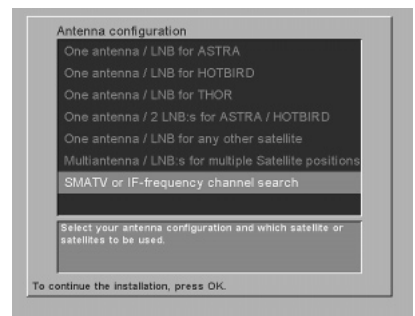 Antenna configuration
One antenna / LNB for ASTRA
One antenna / LNB for HOTBIRD
One antenna / LNB for THOR
One antenna / 2 LNB:s for ASTRA / HOTBIRD
One antenna / LNB for any other satellite
Multiantenna / LNB:s for multiple Satellite positions
SMATV or IF-frequency channel search
Select your antenna configuration and which satellite or
satellites to be used.
To continue the installation, press OK.